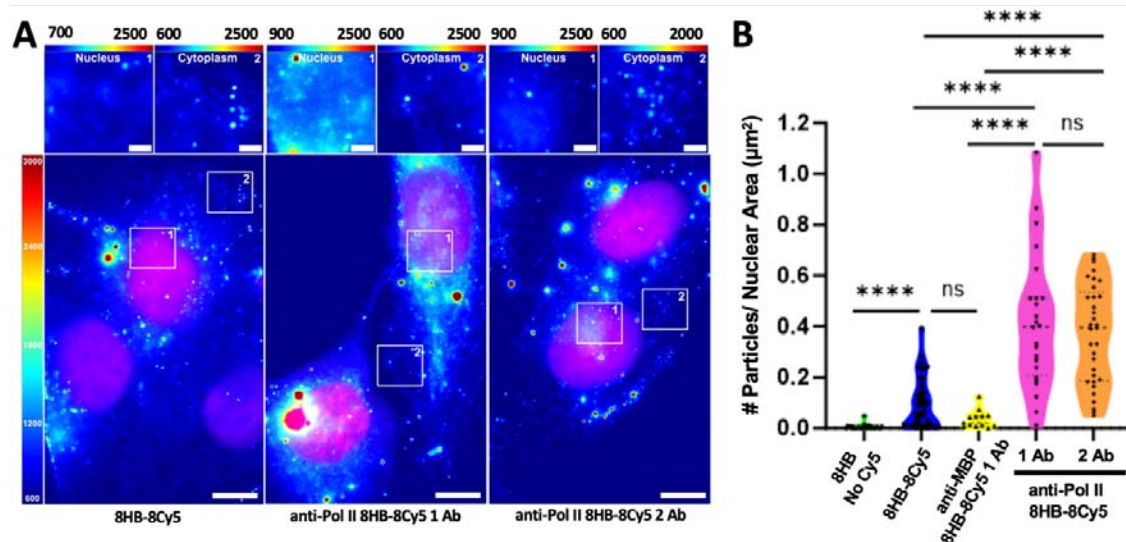 A
700 2500 600 2500 900 2500 600 2500 900 2500 600 2000
Nucleus 1 Cytoplasm 2 Nucleus 1 Cytoplasm 2 Nucleus 1 Cytoplasm 2
3000
2400
1800
1200
600
1
2
1
2
1
2
8HB-8Cy5 anti-Pol II 8HB-8Cy5 1 Ab anti-Pol II 8HB-8Cy5 2 Ab
B
****
****
****
**** ns
**** ns
# Particles/ Nuclear Area (µm²)
1.2
1.0
0.8
0.6
0.4
0.2
0.0
8HB
No Cy5
8HB-8Cy5
anti-MBP
8HB-8Cy5 1 Ab
1 Ab 2 Ab
anti-Pol II
8HB-8Cy5